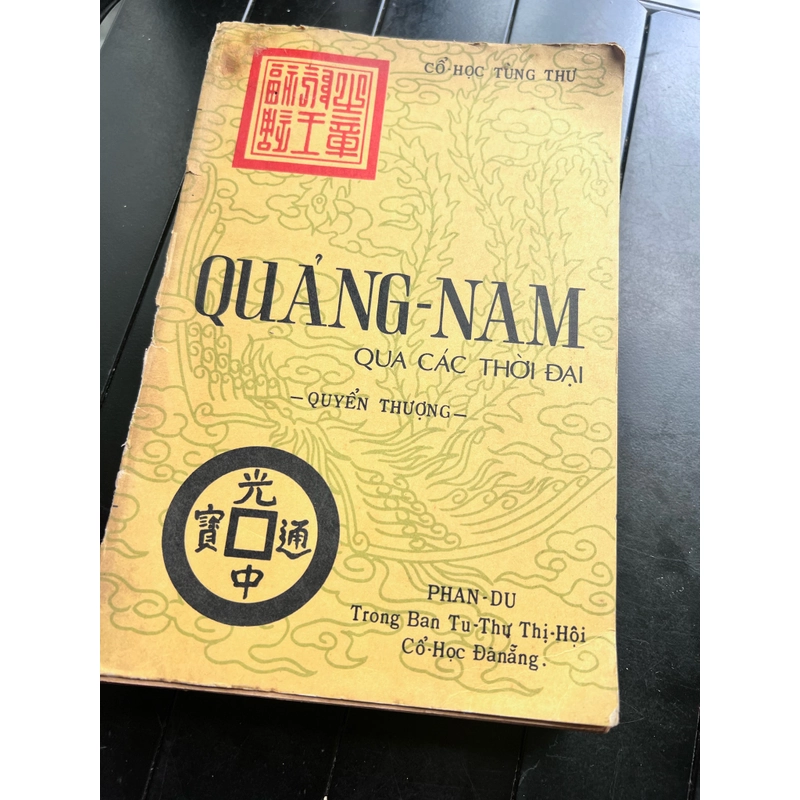 CỔ-HỌC TÙNG THƯ
QUẢNG-NAM
QUA CÁC THỜI ĐẠI
—QUYỂN THƯỢNG—
光
寶 通
中
PHAN-DU
Trong Ban Tu-Thư Thị-Hội
Cổ-Học Đànẵng.